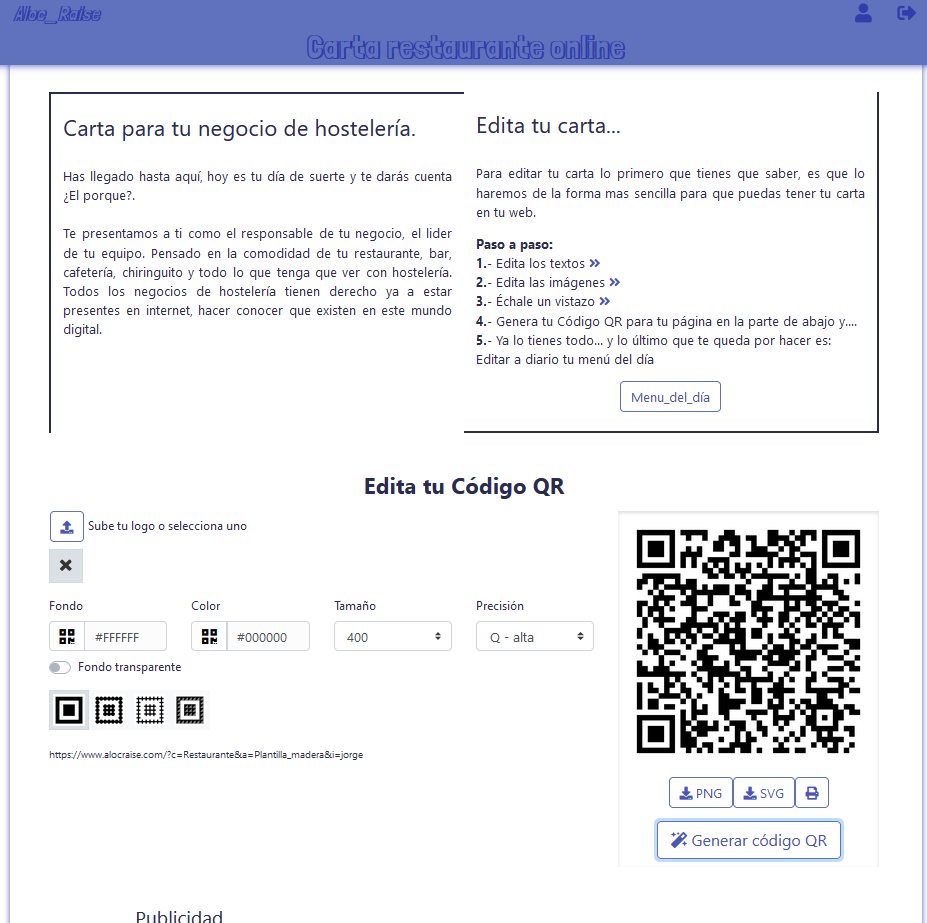 Aloc_Raise
Carta restaurante online
Carta para tu negocio de hostelería.
Has llegado hasta aquí, hoy es tu día de suerte y te darás cuenta
¿El porque?.
Te presentamos a ti como el responsable de tu negocio, el lider
de tu equipo. Pensado en la comodidad de tu restaurante, bar,
cafetería, chiringuito y todo lo que tenga que ver con hostelería.
Todos los negocios de hostelería tienen derecho ya a estar
presentes en internet, hacer conocer que existen en este mundo
digital.
Edita tu carta...
Para editar tu carta lo primero que tienes que saber, es que lo
haremos de la forma mas sencilla para que puedas tener tu carta
en tu web.
Paso a paso:
1.- Edita los textos »
2.- Edita las imágenes »
3.- Échale un vistazo »
4.- Genera tu Código QR para tu página en la parte de abajo y....
5.- Ya lo tienes todo... y lo último que te queda por hacer es:
Editar a diario tu menú del día
Menu_del_día
Edita tu Código QR
Sube tu logo o selecciona uno
Fondo Color Tamaño Precisión
#FFFFFF #000000 400 Q - alta
Fondo transparente
https://www.alocraise.com/?c=Restaurante&a=Plantilla_madera&i=jorge
PNG SVG
Generar código QR
Publicidad